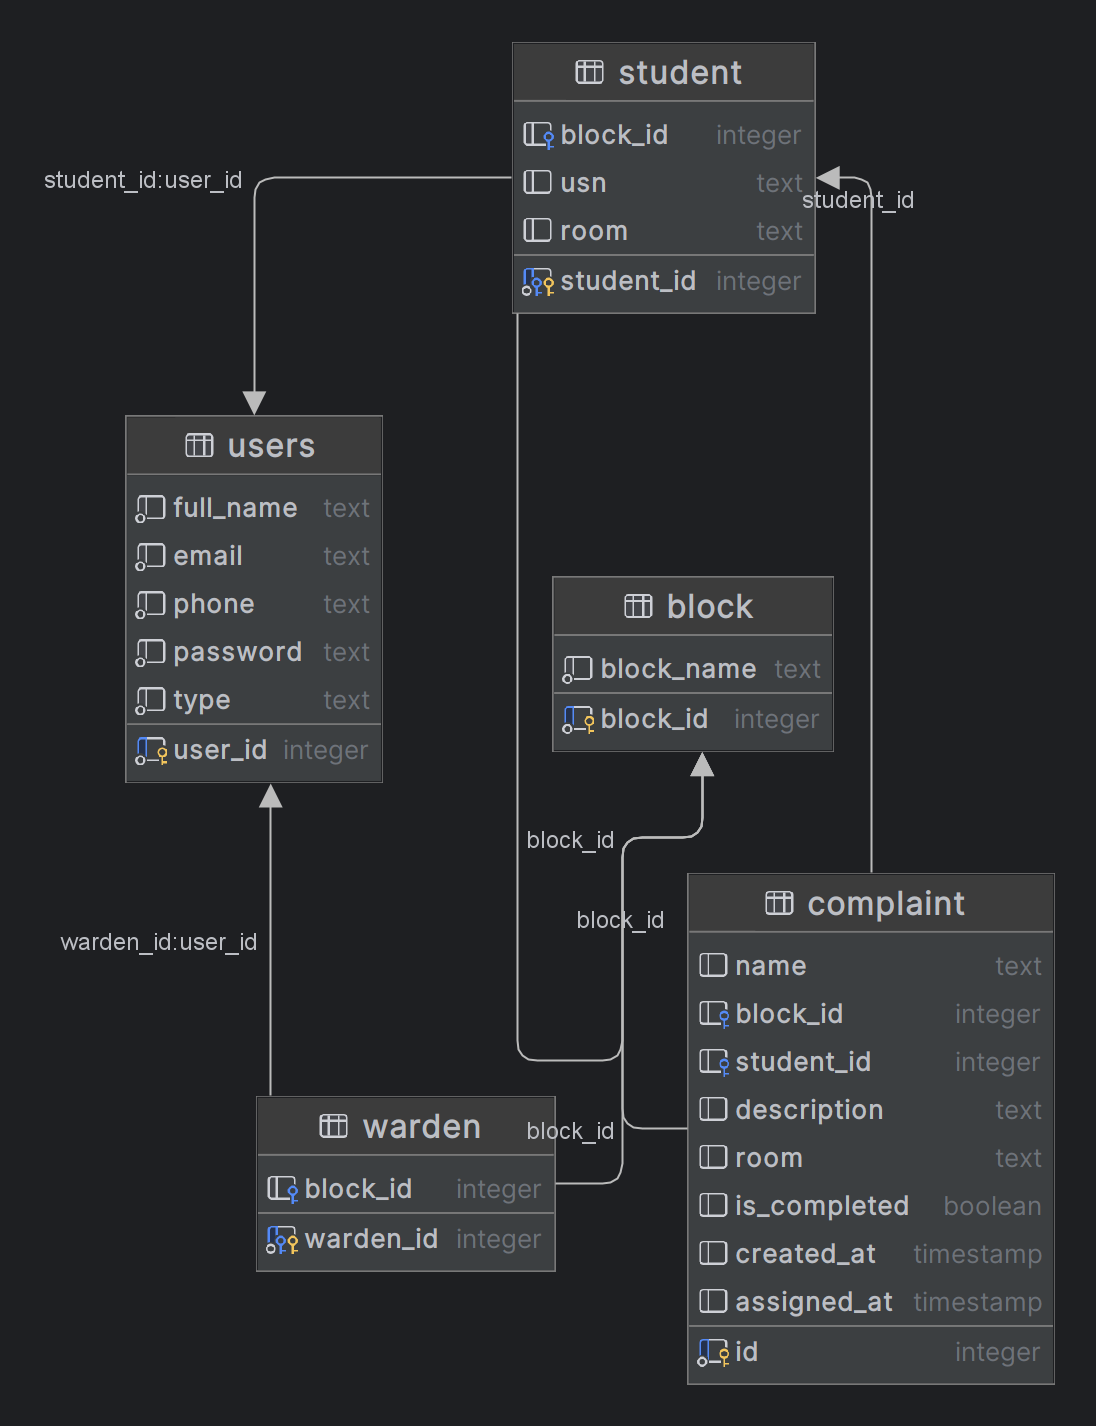 student
block_id integer
usn text
room text
student_id integer
student_id:user_id
student_id
users
full_name text
email text
phone text
password text
type text
user_id integer
block
block_name text
block_id integer
block_id
block_id
block_id
warden_id:user_id
warden
block_id integer
warden_id integer
complaint
name text
block_id integer
student_id integer
description text
room text
is_completed boolean
created_at timestamp
assigned_at timestamp
id integer